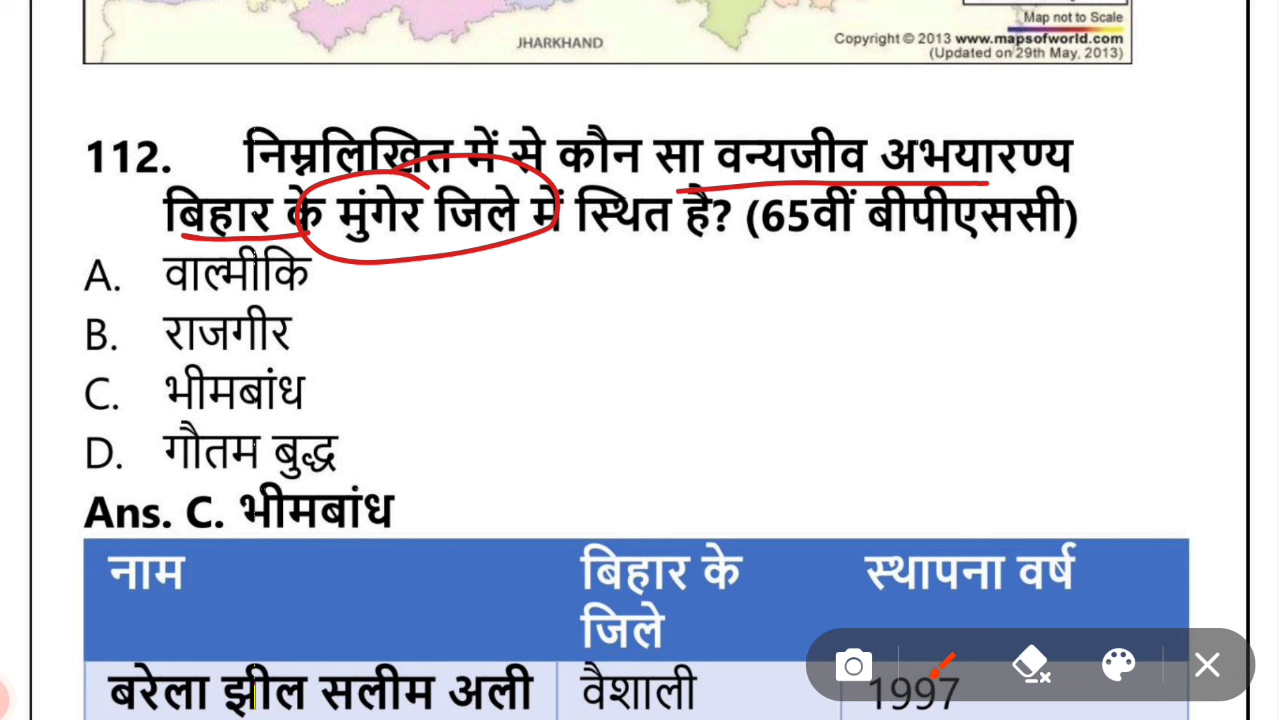 Map not to Scale
JHARKHAND
Copyright © 2013 www.mapsofworld.com
(Updated on 29th May, 2013)
112. निम्नलिखित में से कौन सा वन्यजीव अभयारण्य
बिहार के मुंगेर जिले में स्थित है? (65वीं बीपीएससी)
A. वाल्मीकि
B. राजगीर
C. भीमबांध
D. गौतम बुद्ध
Ans. C. भीमबांध
नाम बिहार के स्थापना वर्ष
जिले
बरेला झील सलीम अली वैशाली 1997